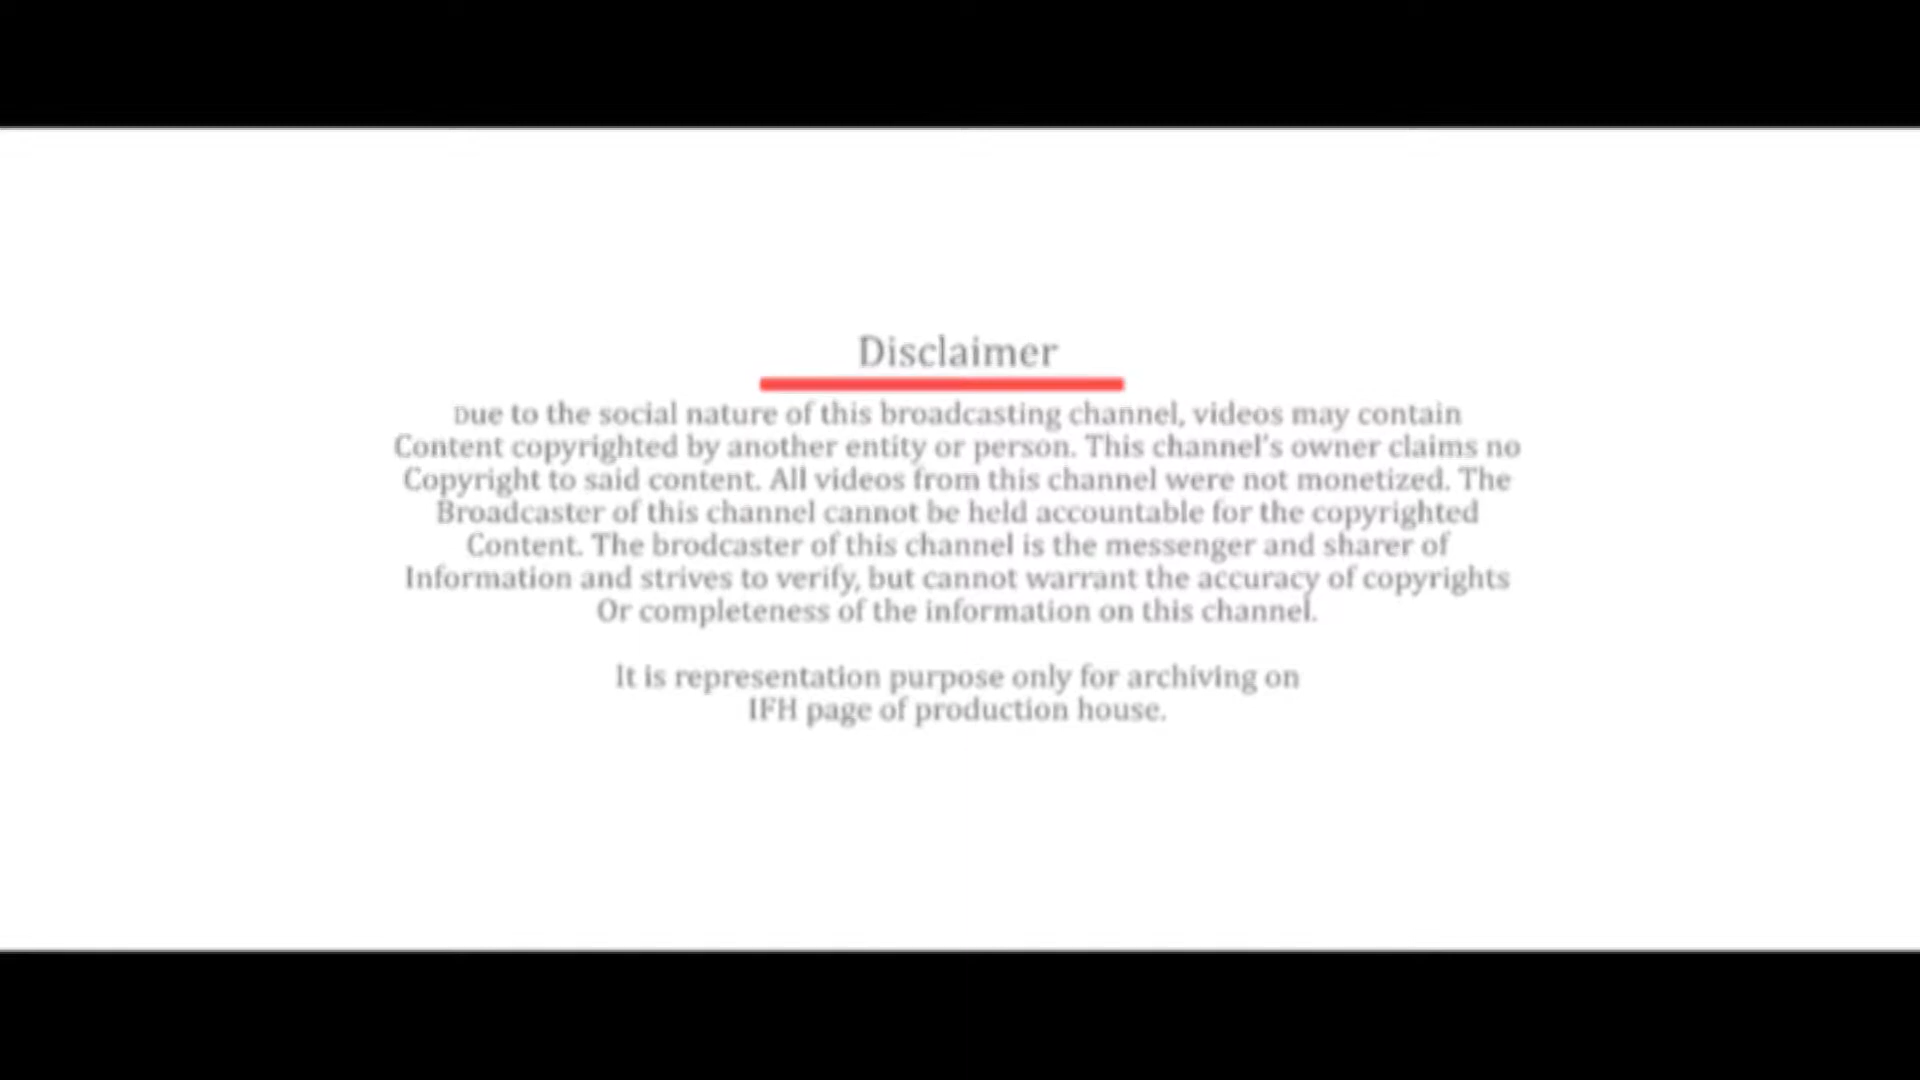 Disclaimer
Due to the social nature of this broadcasting channel, videos may contain
Content copyrighted by another entity or person. This channel's owner claims no
Copyright to said content. All videos from this channel were not monetized. The
Broadcaster of this channel cannot be held accountable for the copyrighted
Content. The brodcaster of this channel is the messenger and sharer of
Information and strives to verify, but cannot warrant the accuracy of copyrights
Or completeness of the information on this channel.
It is representation purpose only for archiving on
IFH page of production house.